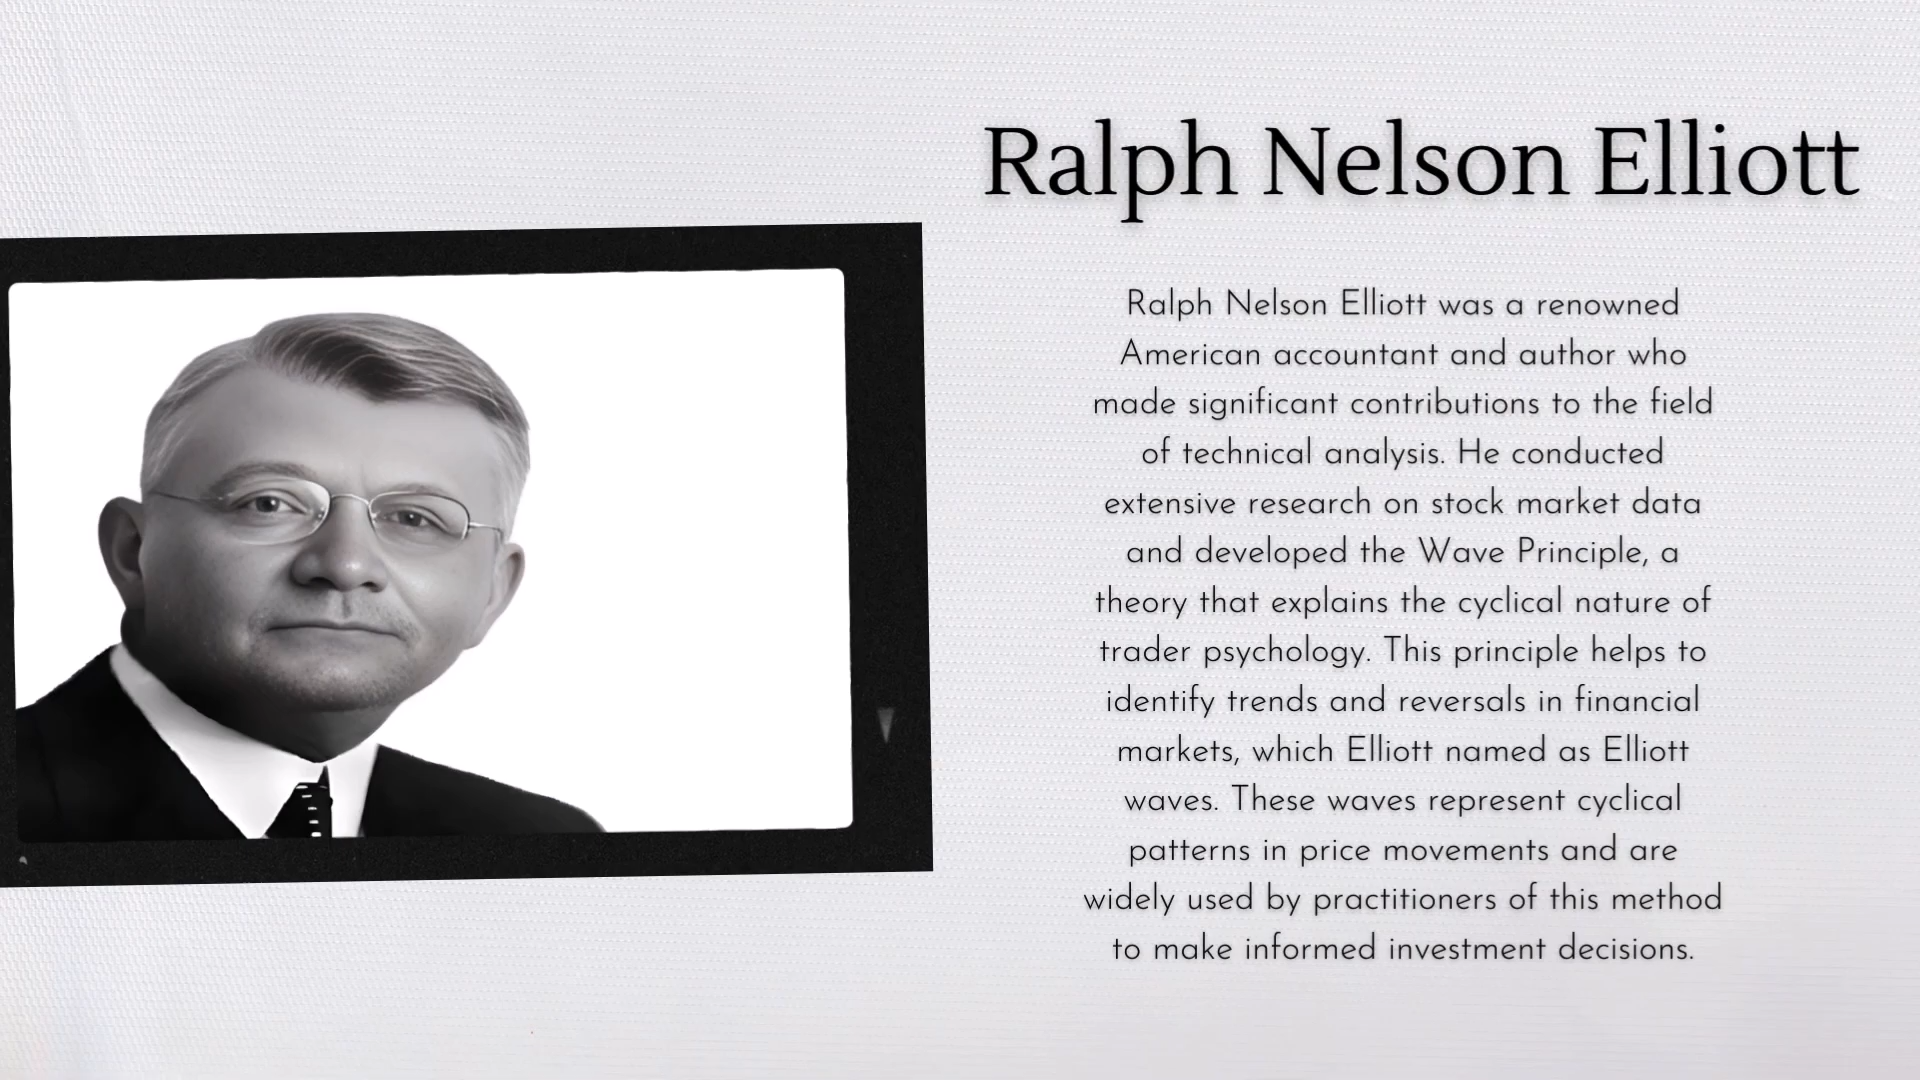 Ralph Nelson Elliott
Ralph Nelson Elliott was a renowned
American accountant and author who
made significant contributions to the field
of technical analysis. He conducted
extensive research on stock market data
and developed the Wave Principle, a
theory that explains the cyclical nature of
trader psychology. This principle helps to
identify trends and reversals in financial
markets, which Elliott named as Elliott
waves. These waves represent cyclical
patterns in price movements and are
widely used by practitioners of this method
to make informed investment decisions.